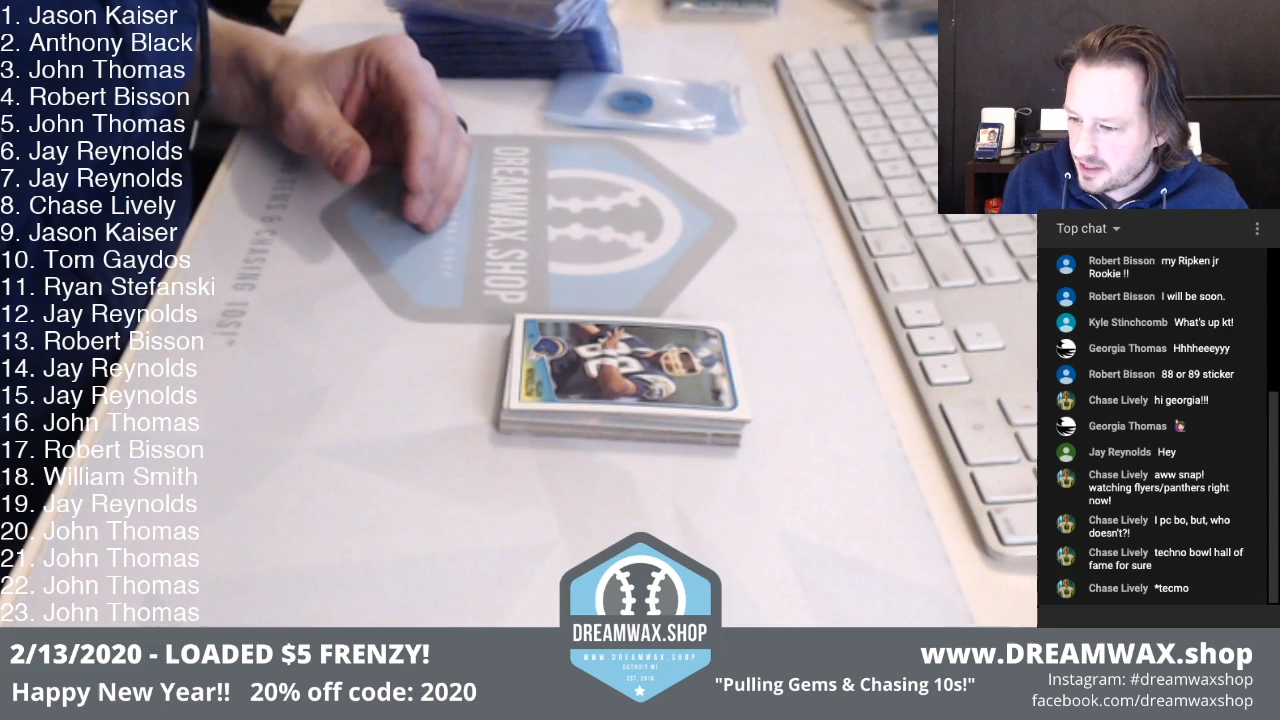 1. Jason Kaiser
2. Anthony Black
3. John Thomas
4. Robert Bisson
5. John Thomas
6. Jay Reynolds
7. Jay Reynolds
8. Chase Lively
9. Jason Kaiser
10. Tom Gaydos
11. Ryan Stefanski
12. Jay Reynolds
13. Robert Bisson
14. Jay Reynolds
15. Jay Reynolds
16. John Thomas
17. Robert Bisson
18. William Smith
19. Jay Reynolds
20. John Thomas
21. John Thomas
22. John Thomas
23. John Thomas
& CHASING 10S!"
DREAMWAX.SHOP
Top chat
Robert Bisson my Ripken jr
Rookie !!
Robert Bisson I will be soon.
Kyle Stinchcomb What's up kt!
Georgia Thomas Hhhheeeyyy
Robert Bisson 88 or 89 sticker
Chase Lively hi georgia!!!
Georgia Thomas
Jay Reynolds Hey
Chase Lively aww snap!
watching flyers/panthers right
now!
Chase Lively I pc bo, but, who
doesn't?!
Chase Lively techno bowl hall of
fame for sure
Chase Lively *tecmo
DREAMWAX.SHOP
WWW.DREAMWAX.SHOP
DETROIT MI
EST. 2019
2/13/2020 - LOADED $5 FRENZY!
Happy New Year!! 20% off code: 2020
"Pulling Gems & Chasing 10s!"
www.DREAMWAX.shop
Instagram: #dreamwaxshop
facebook.com/dreamwaxshop